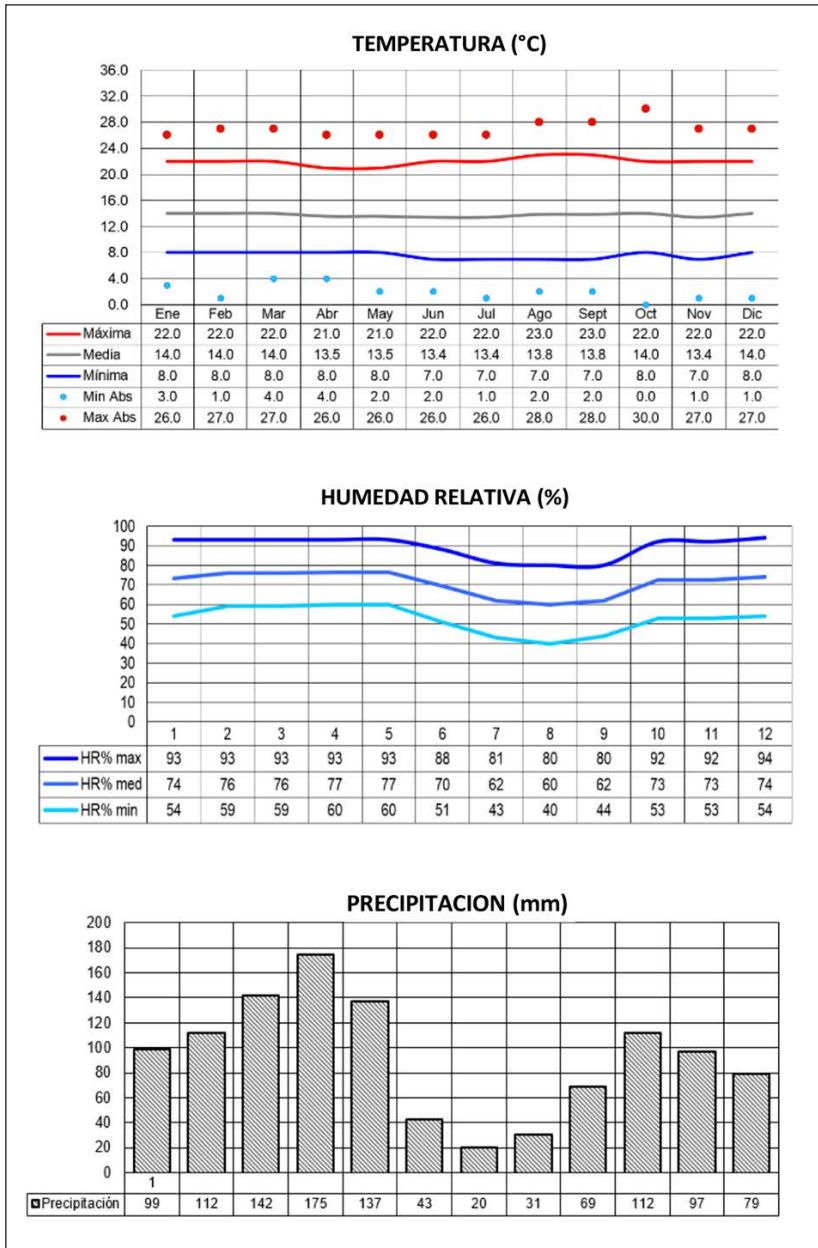 TEMPERATURA (°C)
36.0
32.0
28.0
24.0
20.0
16.0
12.0
8.0
4.0
0.0
Ene Feb Mar Abr May Jun Jul Ago Sept Oct Nov Dic
Máxima 22.0 22.0 22.0 21.0 21.0 22.0 22.0 23.0 23.0 22.0 22.0 22.0
Media 14.0 14.0 14.0 13.5 13.5 13.4 13.4 13.8 13.8 14.0 13.4 14.0
Mínima 8.0 8.0 8.0 8.0 8.0 7.0 7.0 7.0 7.0 8.0 7.0 8.0
Min Abs 3.0 1.0 4.0 4.0 2.0 2.0 1.0 2.0 2.0 0.0 1.0 1.0
Max Abs 26.0 27.0 27.0 26.0 26.0 26.0 26.0 28.0 28.0 30.0 27.0 27.0
HUMEDAD RELATIVA (%)
100
90
80
70
60
50
40
30
20
10
0
1 2 3 4 5 6 7 8 9 10 11 12
HR% max 93 93 93 93 93 88 81 80 80 92 92 94
HR% med 74 76 76 77 77 70 62 60 62 73 73 74
HR% min 54 59 59 60 60 51 43 40 44 53 53 54
PRECIPITACION (mm)
200
180
160
140
120
100
80
60
40
20
0
1
Precipitación 99 112 142 175 137 43 20 31 69 112 97 79